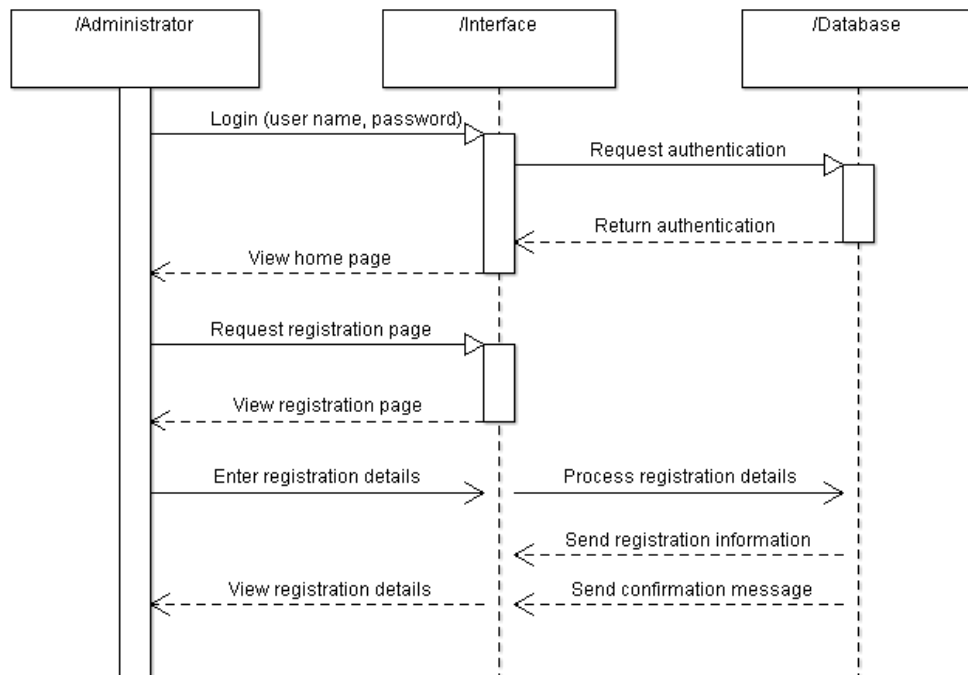 /Administrator
/Interface
/Database
Login (user name, password)
Request authentication
Return authentication
View home page
Request registration page
View registration page
Enter registration details
Process registration details
Send registration information
View registration details
Send confirmation message